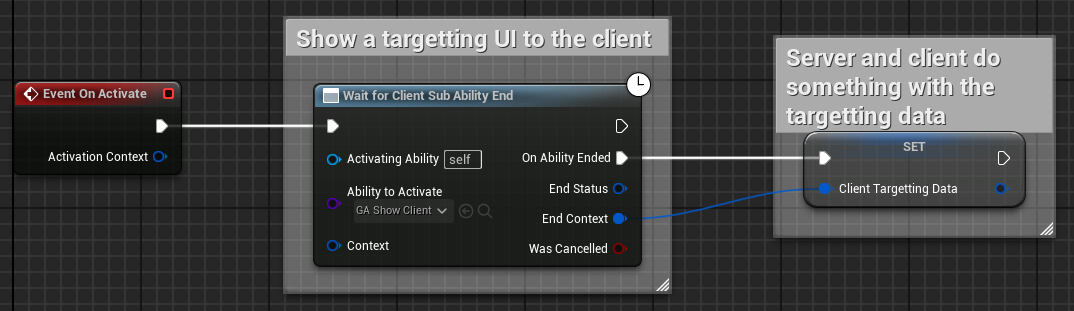 Show a targetting UI to the client
Server and client do
something with the
targetting data
Event On Activate
Activation Context
Wait for Client Sub Ability End
Activating Ability
self
On Ability Ended
Ability to Activate
GA Show Client
End Status
End Context
Context
Was Cancelled
SET
Client Targetting Data